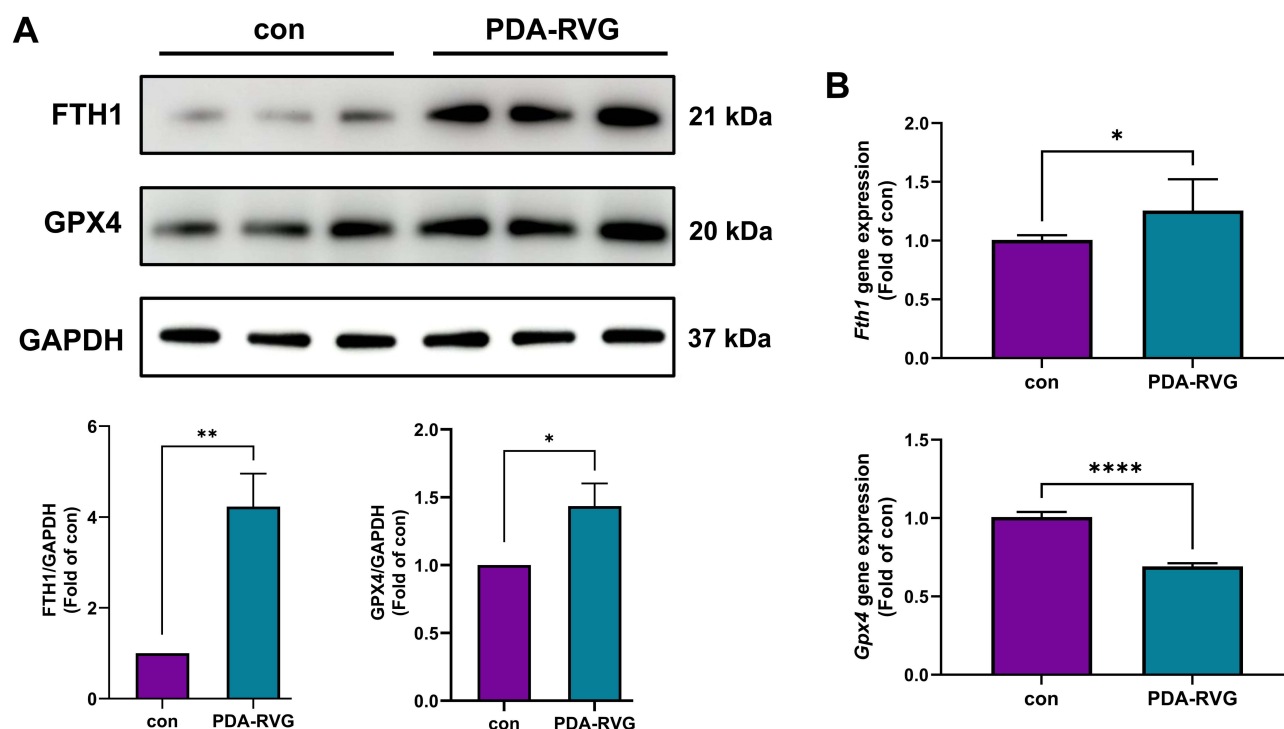 A
con PDA-RVG
FTH1 21 kDa
GPX4 20 kDa
GAPDH 37 kDa
FTH1/GAPDH
(Fold of con)
6
4
2
0
**
con PDA-RVG
GPX4/GAPDH
(Fold of con)
2.0
1.5
1.0
0.5
0.0
*
con PDA-RVG
B
Fth1 gene expression
(Fold of con)
2.0
1.5
1.0
0.5
0.0
*
con PDA-RVG
Gpx4 gene expression
(Fold of con)
1.5
1.0
0.5
0.0
****
con PDA-RVG